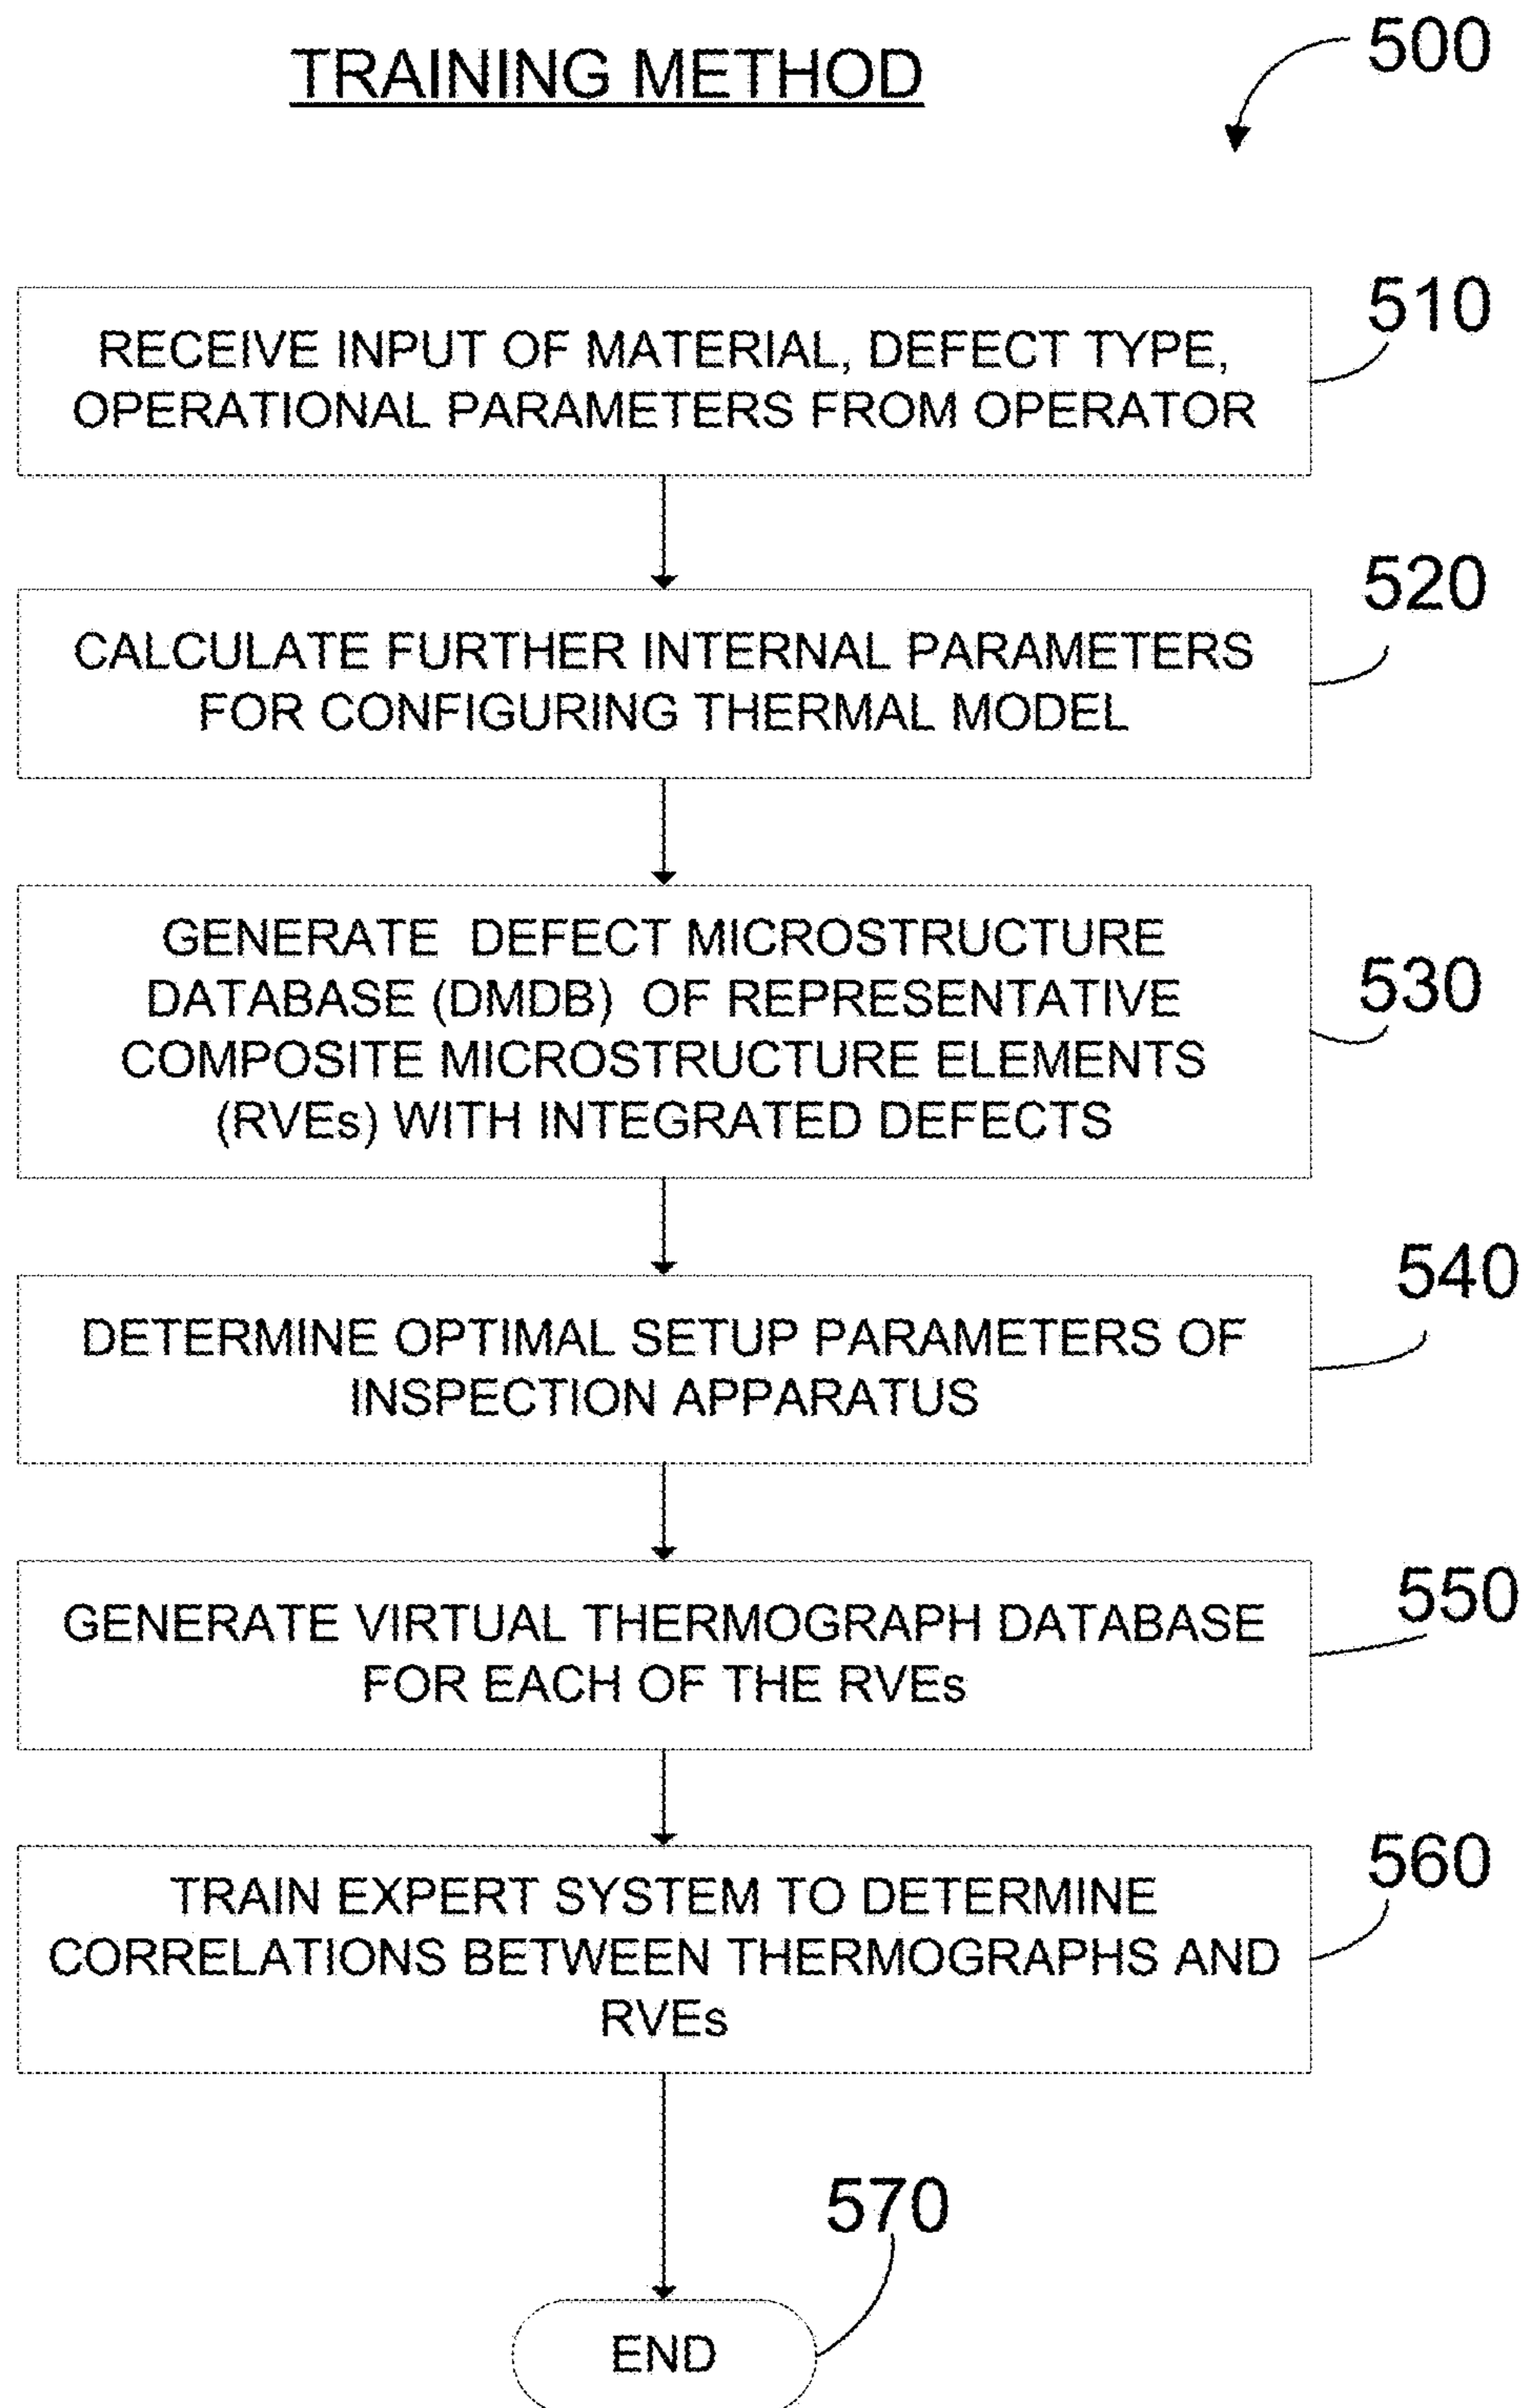 TRAINING METHOD
500
510
RECEIVE INPUT OF MATERIAL, DEFECT TYPE,
OPERATIONAL PARAMETERS FROM OPERATOR
520
CALCULATE FURTHER INTERNAL PARAMETERS
FOR CONFIGURING THERMAL MODEL
530
GENERATE DEFECT MICROSTRUCTURE
DATABASE (DMDB) OF REPRESENTATIVE
COMPOSITE MICROSTRUCTURE ELEMENTS
(RVEs) WITH INTEGRATED DEFECTS
540
DETERMINE OPTIMAL SETUP PARAMETERS OF
INSPECTION APPARATUS
550
GENERATE VIRTUAL THERMOGRAPH DATABASE
FOR EACH OF THE RVEs
560
TRAIN EXPERT SYSTEM TO DETERMINE
CORRELATIONS BETWEEN THERMOGRAPHS AND
RVEs
570
END